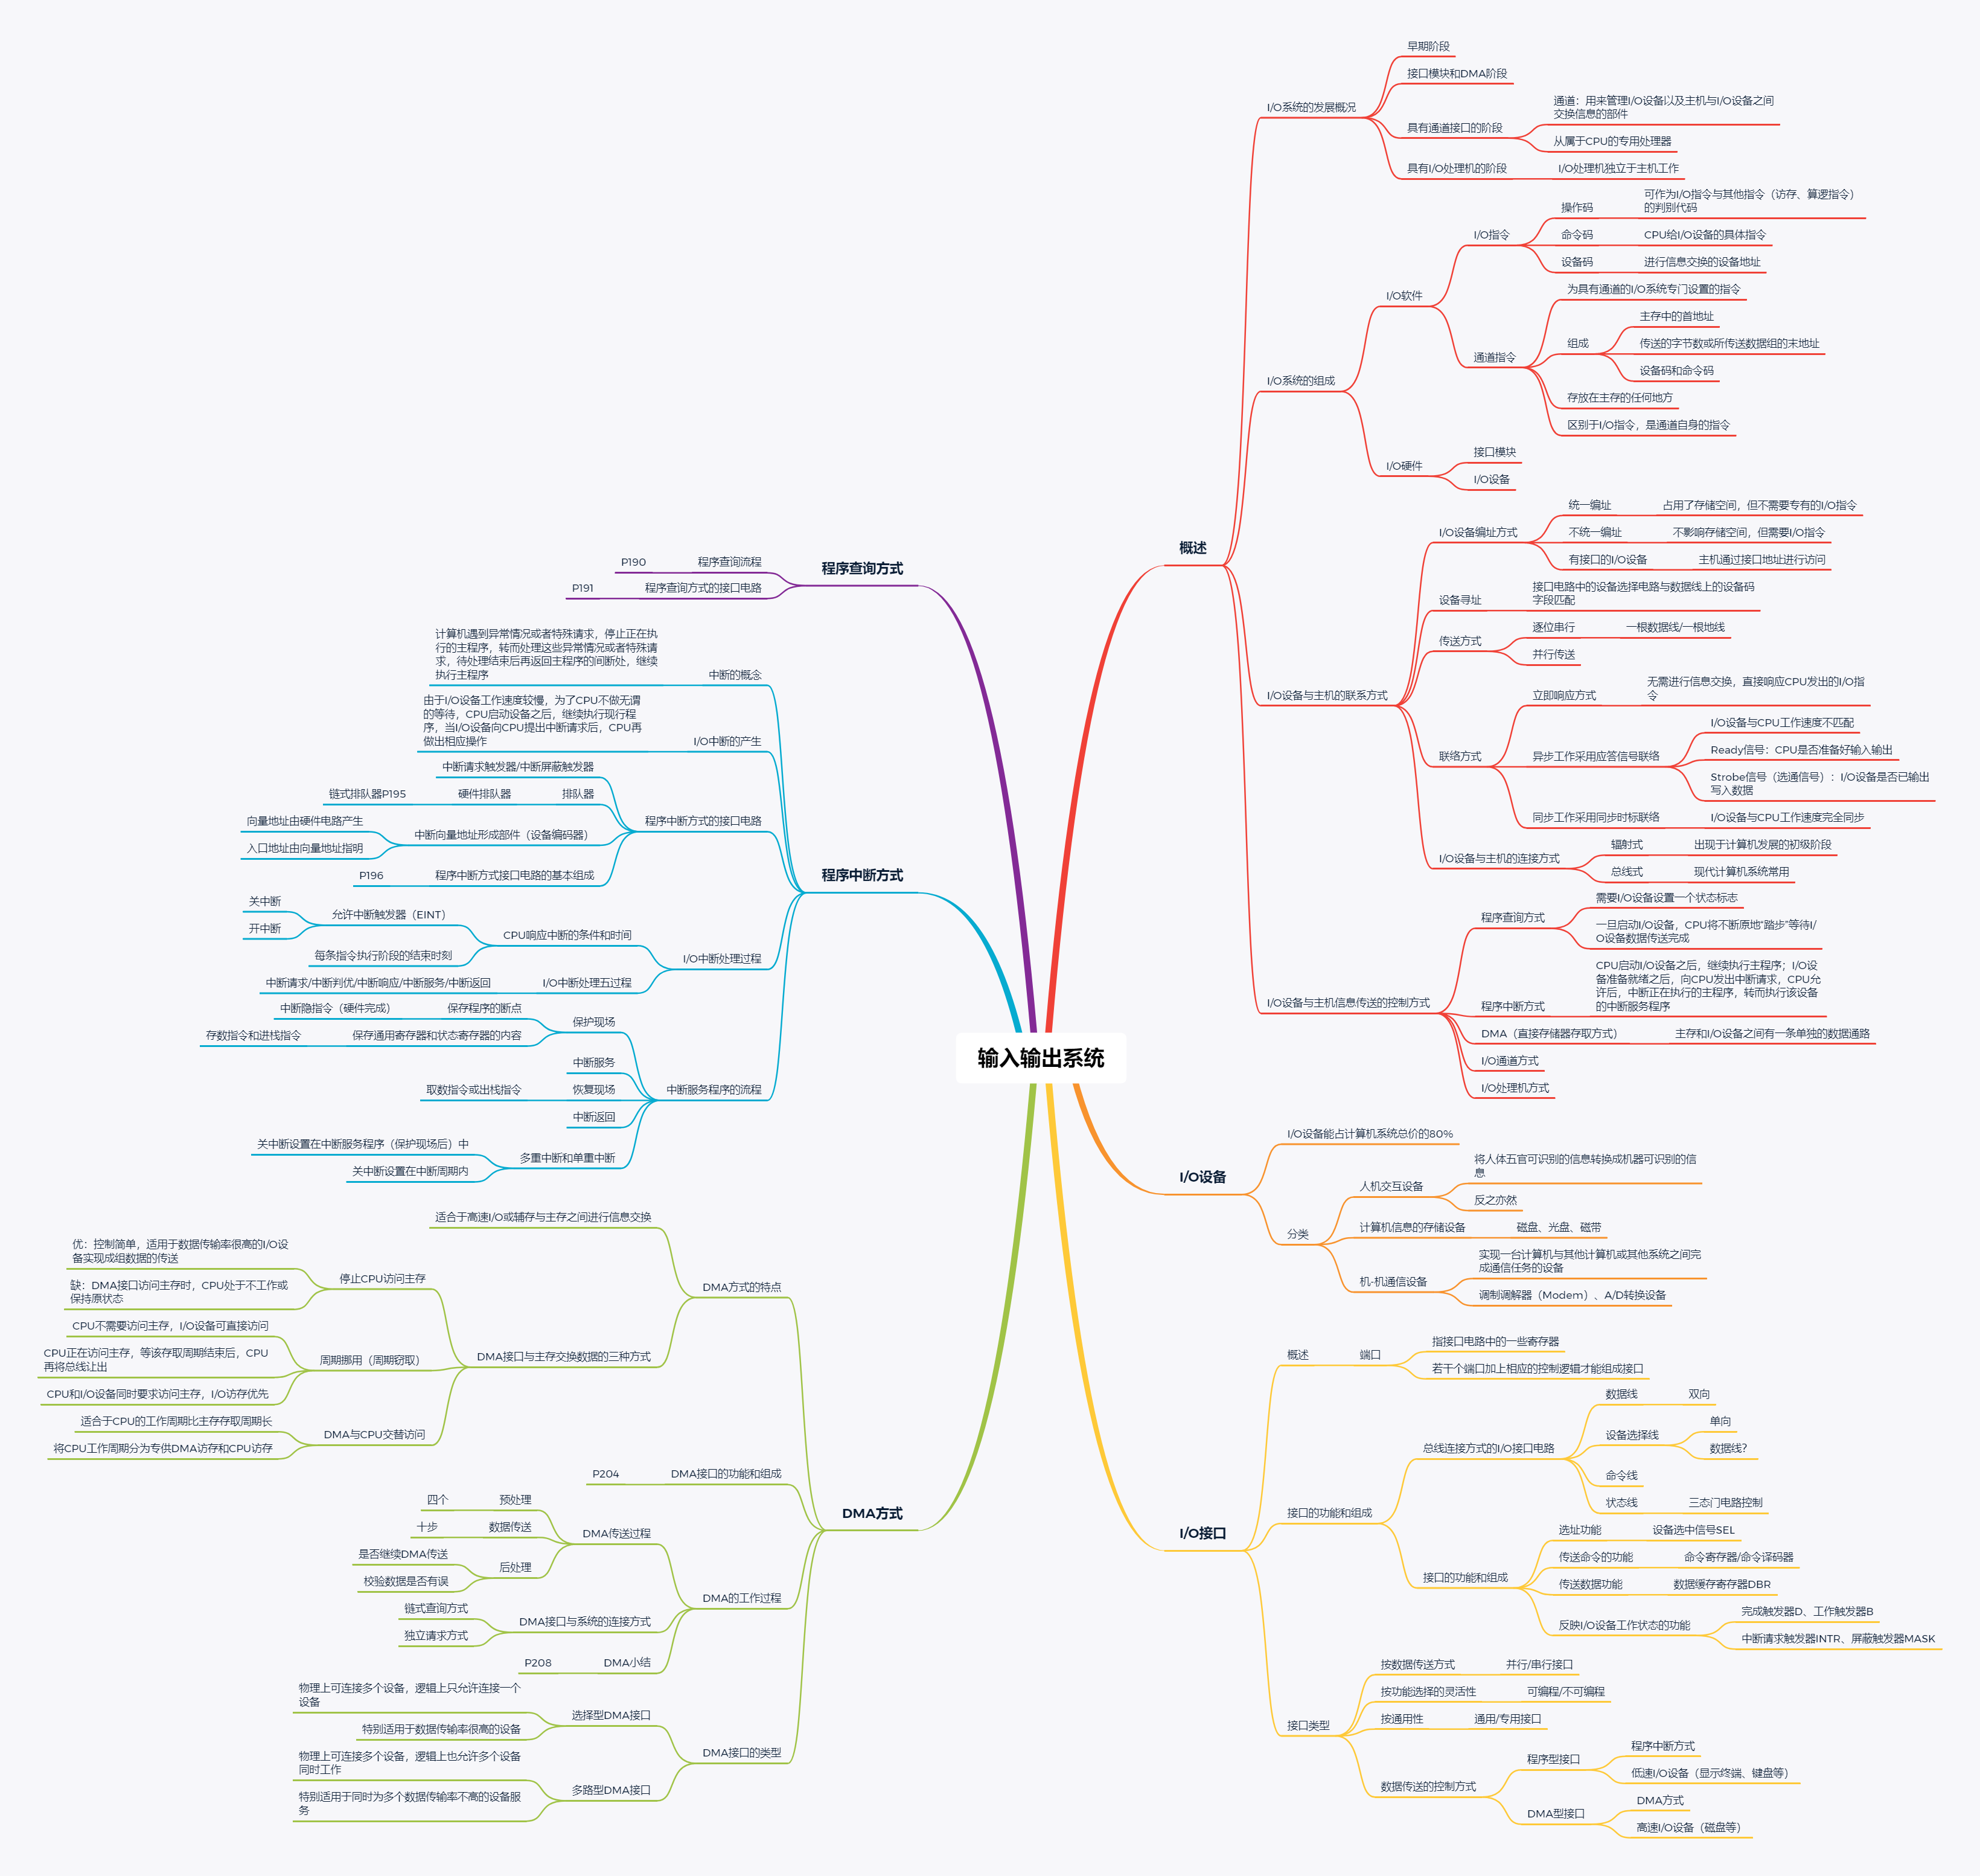 输入输出系统
概述
I/O系统的发展概况
早期阶段
接口模块和DMA阶段
具有通道接口的阶段
通道：用来管理I/O设备以及主机与I/O设备之间
交换信息的部件
从属于CPU的专用处理器
具有I/O处理机的阶段
I/O处理机独立于主机工作
I/O系统的组成
I/O软件
I/O指令
操作码
可作为I/O指令与其他指令（访存、算逻指令）
的判别代码
命令码
CPU给I/O设备的具体指令
设备码
进行信息交换的设备地址
通道指令
为具有通道的I/O系统专门设置的指令
组成
主存中的首地址
传送的字节数或所传送数据组的末地址
设备码和命令码
存放在主存的任何地方
区别于I/O指令，是通道自身的指令
I/O硬件
接口模块
I/O设备
I/O设备与主机的联系方式
I/O设备编址方式
统一编址
占用了存储空间，但不需要专有的I/O指令
不统一编址
不影响存储空间，但需要I/O指令
有接口的I/O设备
主机通过接口地址进行访问
设备寻址
接口电路中的设备选择电路与数据线上的设备码
字段匹配
传送方式
逐位串行
一根数据线/一根地线
并行传送
联络方式
立即响应方式
无需进行信息交换，直接响应CPU发出的I/O指
令
异步工作采用应答信号联络
I/O设备与CPU工作速度不匹配
Ready信号：CPU是否准备好输入输出
Strobe信号（选通信号）：I/O设备是否已输出
写入数据
同步工作采用同步时标联络
I/O设备与CPU工作速度完全同步
I/O设备与主机的连接方式
辐射式
出现于计算机发展的初级阶段
总线式
现代计算机系统常用
I/O设备与主机信息传送的控制方式
程序查询方式
需要I/O设备设置一个状态标志
一旦启动I/O设备，CPU将不断原地“踏步”等待I/
O设备数据传送完成
程序中断方式
CPU启动I/O设备之后，继续执行主程序；I/O设
备准备就绪之后，向CPU发出中断请求，CPU允
许后，中断正在执行的主程序，转而执行该设备
的中断服务程序
DMA（直接存储器存取方式）
主存和I/O设备之间有一条单独的数据通路
I/O通道方式
I/O处理机方式
I/O设备
I/O设备能占计算机系统总价的80%
分类
人机交互设备
将人体五官可识别的信息转换成机器可识别的信
息
反之亦然
计算机信息的存储设备
磁盘、光盘、磁带
机-机通信设备
实现一台计算机与其他计算机或其他系统之间完
成通信任务的设备
调制调解器（Modem）、A/D转换设备
I/O接口
概述
端口
指接口电路中的一些寄存器
若干个端口加上相应的控制逻辑才能组成接口
接口的功能和组成
总线连接方式的I/O接口电路
数据线
双向
设备选择线
单向
数据线？
命令线
状态线
三态门电路控制
接口的功能和组成
选址功能
设备选中信号SEL
传送命令的功能
命令寄存器/命令译码器
传送数据功能
数据缓存寄存器DBR
反映I/O设备工作状态的功能
完成触发器D、工作触发器B
中断请求触发器INTR、屏蔽触发器MASK
接口类型
按数据传送方式
并行/串行接口
按功能选择的灵活性
可编程/不可编程
按通用性
通用/专用接口
数据传送的控制方式
程序型接口
程序中断方式
低速I/O设备（显示终端、键盘等）
DMA型接口
DMA方式
高速I/O设备（磁盘等）
程序查询方式
程序查询流程
P190
程序查询方式的接口电路
P191
程序中断方式
中断的概念
计算机遇到异常情况或者特殊请求，停止正在执
行的主程序，转而处理这些异常情况或者特殊请
求，待处理结束后再返回主程序的间断处，继续
执行主程序
I/O中断的产生
由于I/O设备工作速度较慢，为了CPU不做无谓
的等待，CPU启动设备之后，继续执行现行程
序，当I/O设备向CPU提出中断请求后，CPU再
做出相应操作
程序中断方式的接口电路
中断请求触发器/中断屏蔽触发器
排队器
硬件排队器
链式排队器P195
中断向量地址形成部件（设备编码器）
向量地址由硬件电路产生
入口地址由向量地址指明
程序中断方式接口电路的基本组成
P196
I/O中断处理过程
CPU响应中断的条件和时间
允许中断触发器（EINT）
关中断
开中断
每条指令执行阶段的结束时刻
I/O中断处理五过程
中断请求/中断判优/中断响应/中断服务/中断返回
中断服务程序的流程
保护现场
保存程序的断点
中断隐指令（硬件完成）
保存通用寄存器和状态寄存器的内容
存数指令和进栈指令
中断服务
恢复现场
取数指令或出栈指令
中断返回
多重中断和单重中断
关中断设置在中断服务程序（保护现场后）中
关中断设置在中断周期内
DMA方式
DMA方式的特点
适合于高速I/O或辅存与主存之间进行信息交换
DMA接口与主存交换数据的三种方式
停止CPU访问主存
优：控制简单，适用于数据传输率很高的I/O设
备实现成组数据的传送
缺：DMA接口访问主存时，CPU处于不工作或
保持原状态
周期挪用（周期窃取）
CPU不需要访问主存，I/O设备可直接访问
CPU正在访问主存，等该存取周期结束后，CPU
再将总线让出
CPU和I/O设备同时要求访问主存，I/O访存优先
DMA与CPU交替访问
适合于CPU的工作周期比主存存取周期长
将CPU工作周期分为专供DMA访存和CPU访存
DMA接口的功能和组成
P204
DMA的工作过程
DMA传送过程
预处理
四个
数据传送
十步
后处理
是否继续DMA传送
校验数据是否有误
DMA接口与系统的连接方式
链式查询方式
独立请求方式
DMA小结
P208
DMA接口的类型
选择型DMA接口
物理上可连接多个设备，逻辑上只允许连接一个
设备
特别适用于数据传输率很高的设备
多路型DMA接口
物理上可连接多个设备，逻辑上也允许多个设备
同时工作
特别适用于同时为多个数据传输率不高的设备服
务